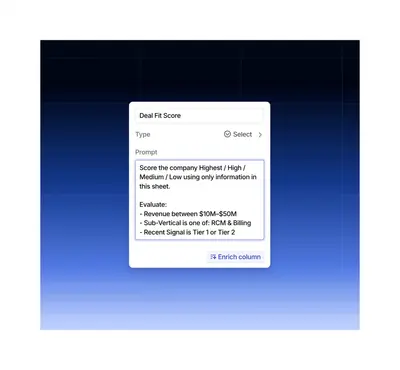 Deal Fit Score
Type
Select
Prompt
Score the company Highest / High /
Medium / Low using only information in
this sheet.
Evaluate:
- Revenue between $10M–$50M
- Sub-Vertical is one of: RCM & Billing
- Recent Signal is Tier 1 or Tier 2
Enrich column